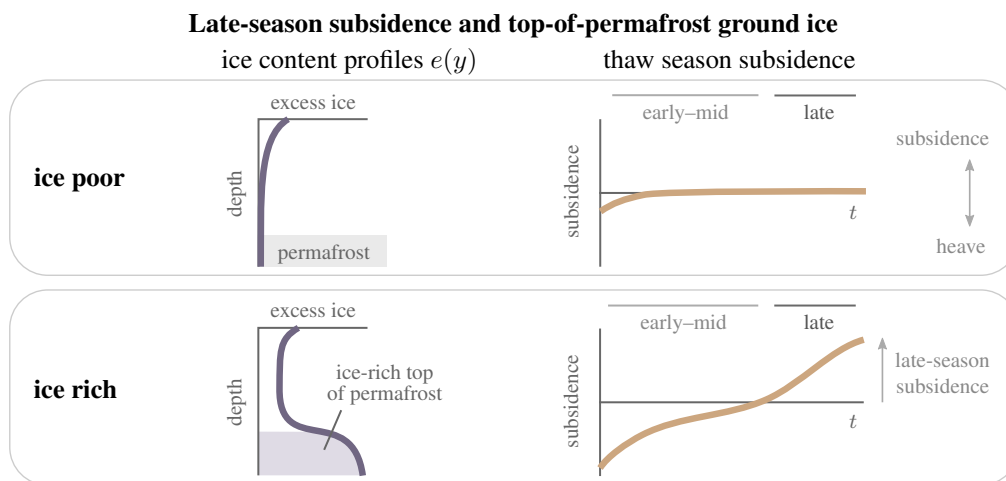 Late-season subsidence and top-of-permafrost ground ice
ice content profiles e(y)
thaw season subsidence
ice poor
excess ice
depth
permafrost
early–mid
late
subsidence
t
subsidence
heave
ice rich
excess ice
depth
ice-rich top
of permafrost
early–mid
late
subsidence
t
late-season
subsidence